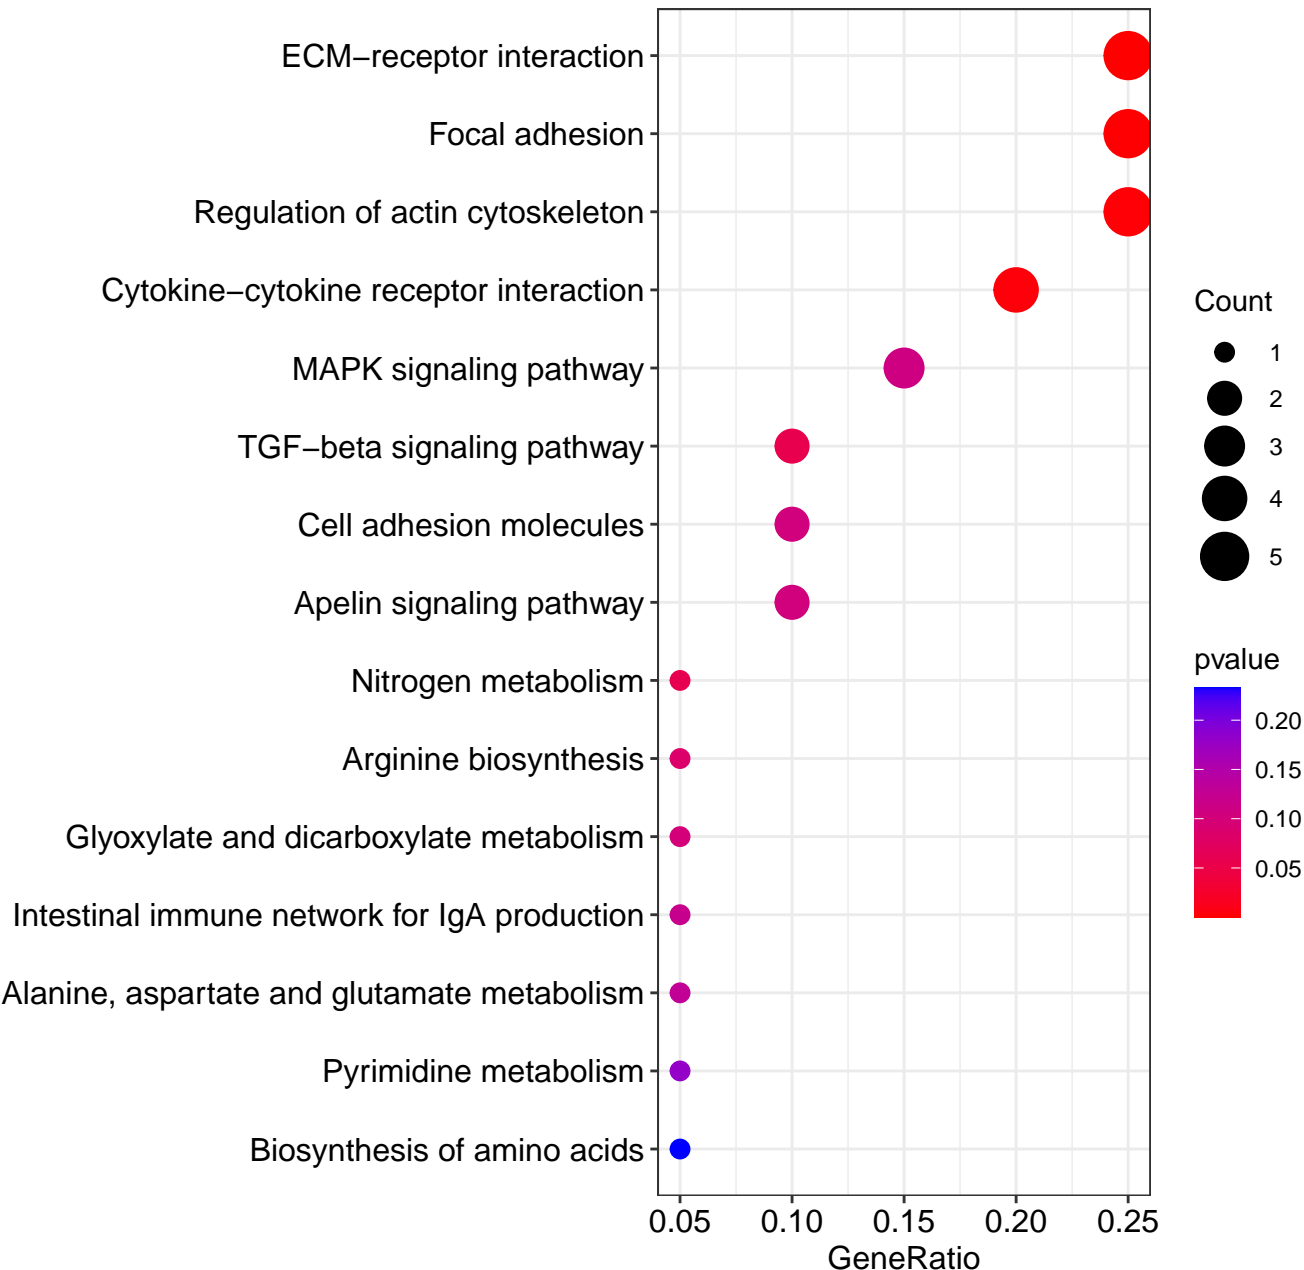 ECM−receptor interaction
Focal adhesion
Regulation of actin cytoskeleton
Cytokine−cytokine receptor interaction
MAPK signaling pathway
TGF−beta signaling pathway
Cell adhesion molecules
Apelin signaling pathway
Nitrogen metabolism
Arginine biosynthesis
Glyoxylate and dicarboxylate metabolism
Intestinal immune network for IgA production
Alanine, aspartate and glutamate metabolism
Pyrimidine metabolism
Biosynthesis of amino acids
0.05 0.10 0.15 0.20 0.25
GeneRatio
Count
1
2
3
4
5
pvalue
0.20
0.15
0.10
0.05